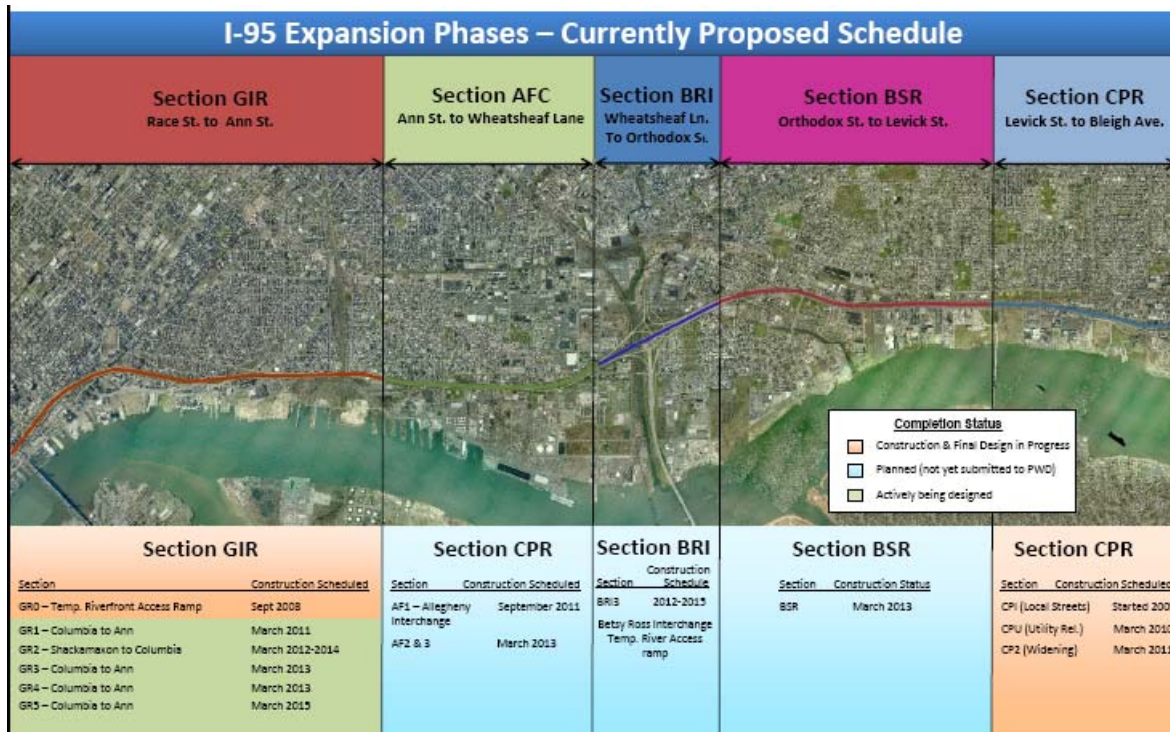 I-95 Expansion Phases – Currently Proposed Schedule
Section GIR
Race St. to Ann St.
Section AFC
Ann St. to Wheatsheaf Lane
Section BRI
Wheatsheaf Ln.
To Orthodox St.
Section BSR
Orthodox St. to Levick St.
Section CPR
Levick St. to Bleigh Ave.
Completion Status
Construction & Final Design in Progress
Planned (not yet submitted to PWD)
Actively being designed
Section GIR
Section Construction Scheduled
GR0 – Temp. Riverfront Access Ramp Sept 2008
GR1 – Columbia to Ann March 2011
GR2 – Shackamaxon to Columbia March 2012-2014
GR3 – Columbia to Ann March 2013
GR4 – Columbia to Ann March 2013
GR5 – Columbia to Ann March 2015
Section CPR
Section Construction Scheduled
AF1 – Allegheny September 2011
Interchange
AF2 & 3 March 2013
Section BRI
Construction
Section Schedule
BRI3 2012-2015
Betsy Ross Interchange
Temp. River Access
ramp
Section BSR
Section Construction Status
BSR March 2013
Section CPR
Section Construction Scheduled
CPI (Local Streets) Started 200
CPU (Utility Rel.) March 2010
CP2 (Widening) March 2011